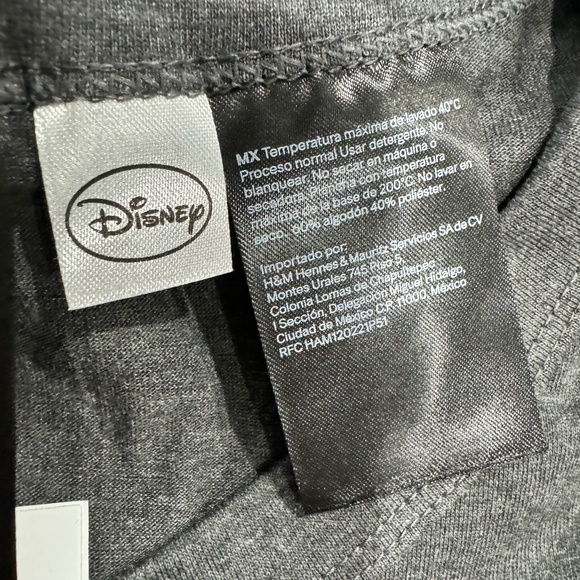 Disney
MX Temperatura máxima de lavado 40°C
Proceso normal Usar detergente. No
blanquear. No secar en máquina o
secadora. Plancha con temperatura
máxima de la base de 200°C. No lavar en
seco. 60% algodón 40% poliéster.
Importado por:
H&M Hennes & Mauritz Servicios SA de CV
Montes Urales 745 Piso 5,
Colonia Lomas de Chapultepec
I Sección, Delegación Miguel Hidalgo,
Ciudad de México C.P. 11000, México
RFC HAM120221P51